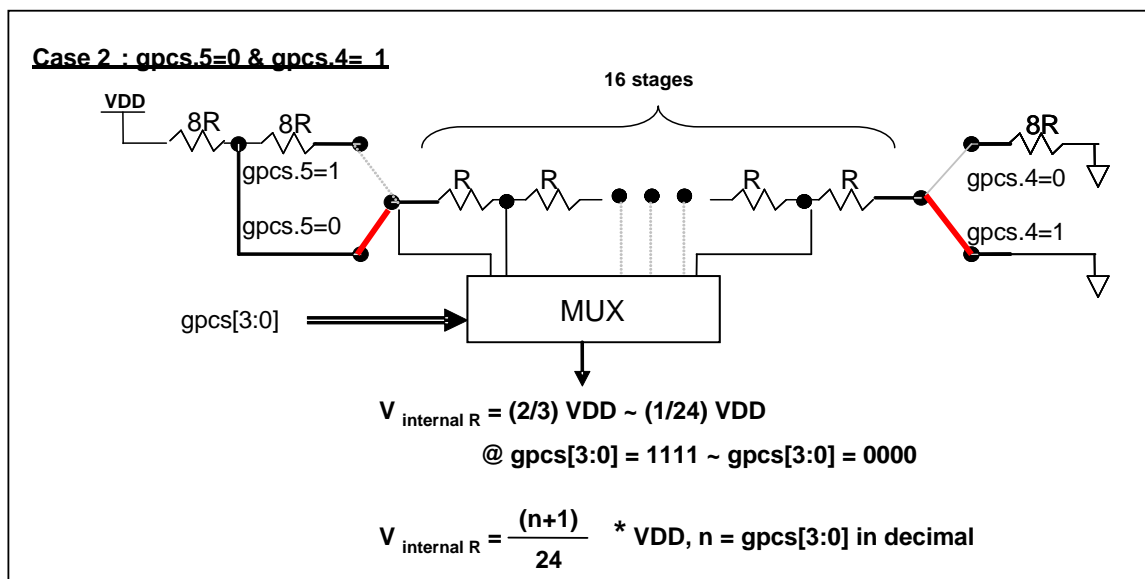 Case 2 : gpcs.5=0 & gpcs.4= 1
16 stages
VDD
8R 8R 8R
gpcs.5=1 R R R R gpcs.4=0
gpcs.5=0 gpcs.4=1
MUX
gpcs[3:0]
V internal R = (2/3) VDD ~ (1/24) VDD
@ gpcs[3:0] = 1111 ~ gpcs[3:0] = 0000
V internal R = (n+1) / 24 * VDD, n = gpcs[3:0] in decimal